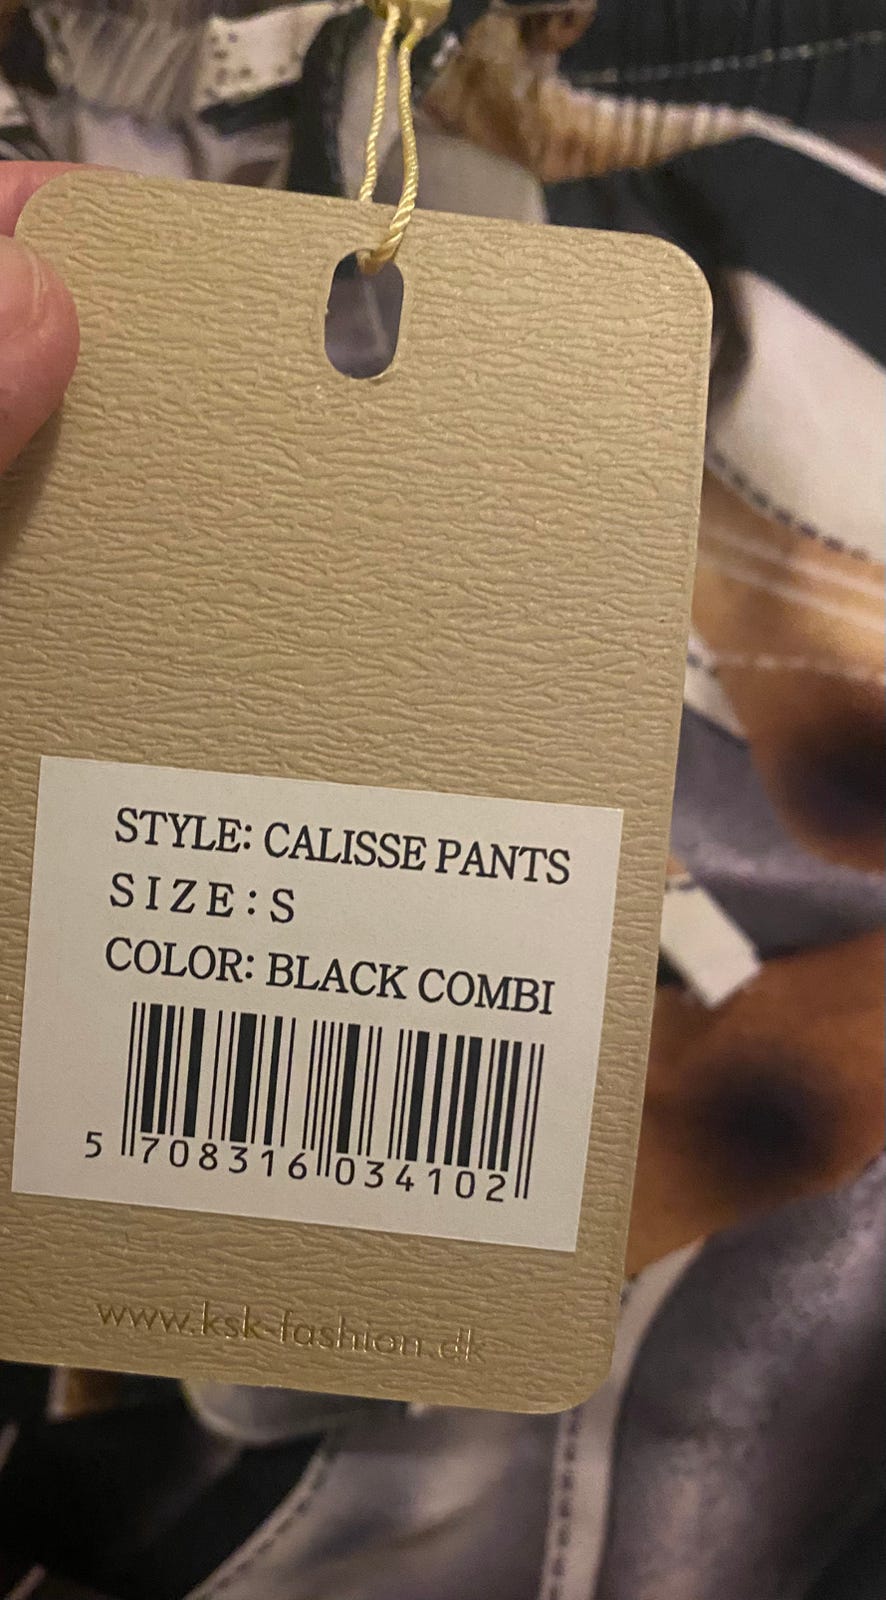 STYLE: CALISSE PANTS
SIZE: S
COLOR: BLACK COMBI
5 708316 034102
www.ksk-fashion.dk